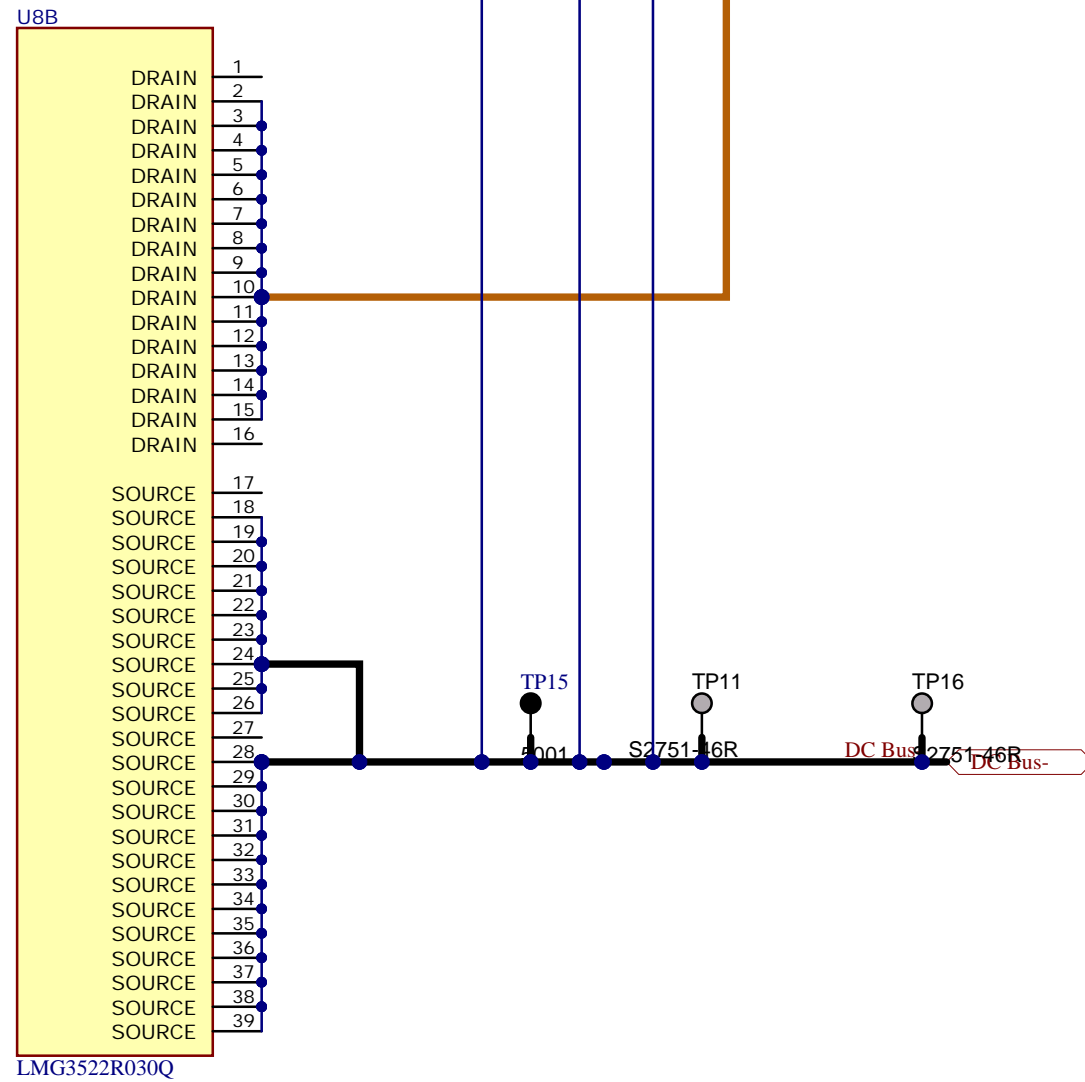 U8B
DRAIN 1
DRAIN 2
DRAIN 3
DRAIN 4
DRAIN 5
DRAIN 6
DRAIN 7
DRAIN 8
DRAIN 9
DRAIN 10
DRAIN 11
DRAIN 12
DRAIN 13
DRAIN 14
DRAIN 15
DRAIN 16
SOURCE 17
SOURCE 18
SOURCE 19
SOURCE 20
SOURCE 21
SOURCE 22
SOURCE 23
SOURCE 24
SOURCE 25
SOURCE 26
SOURCE 27
SOURCE 28
SOURCE 29
SOURCE 30
SOURCE 31
SOURCE 32
SOURCE 33
SOURCE 34
SOURCE 35
SOURCE 36
SOURCE 37
SOURCE 38
SOURCE 39
LMG3522R030Q
TP15
5001
TP11
S2751-46R
TP16
S2751-46R
DC Bus-
DC Bus-